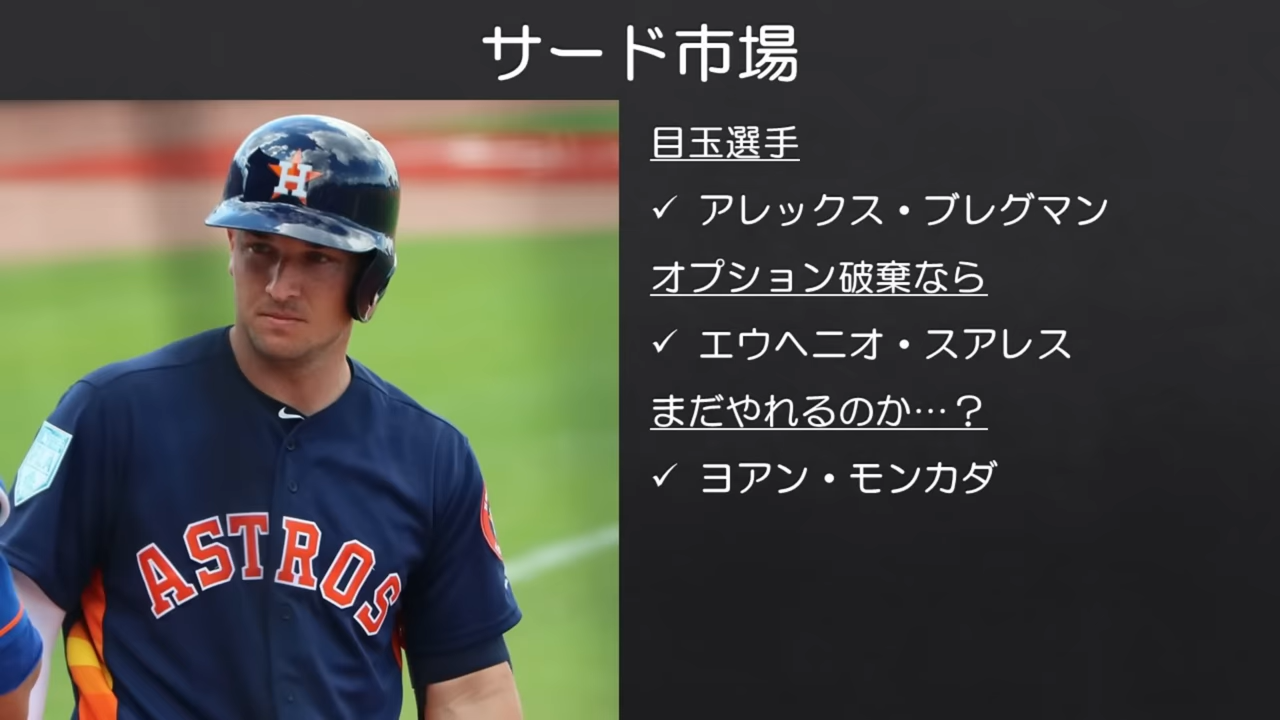 サード市場
目玉選手
✓ アレックス・ブレグマン
オプション破棄なら
✓ エウヘニオ・スアレス
まだやれるのか…？
✓ ヨアン・モンカダ
H
ASTROS